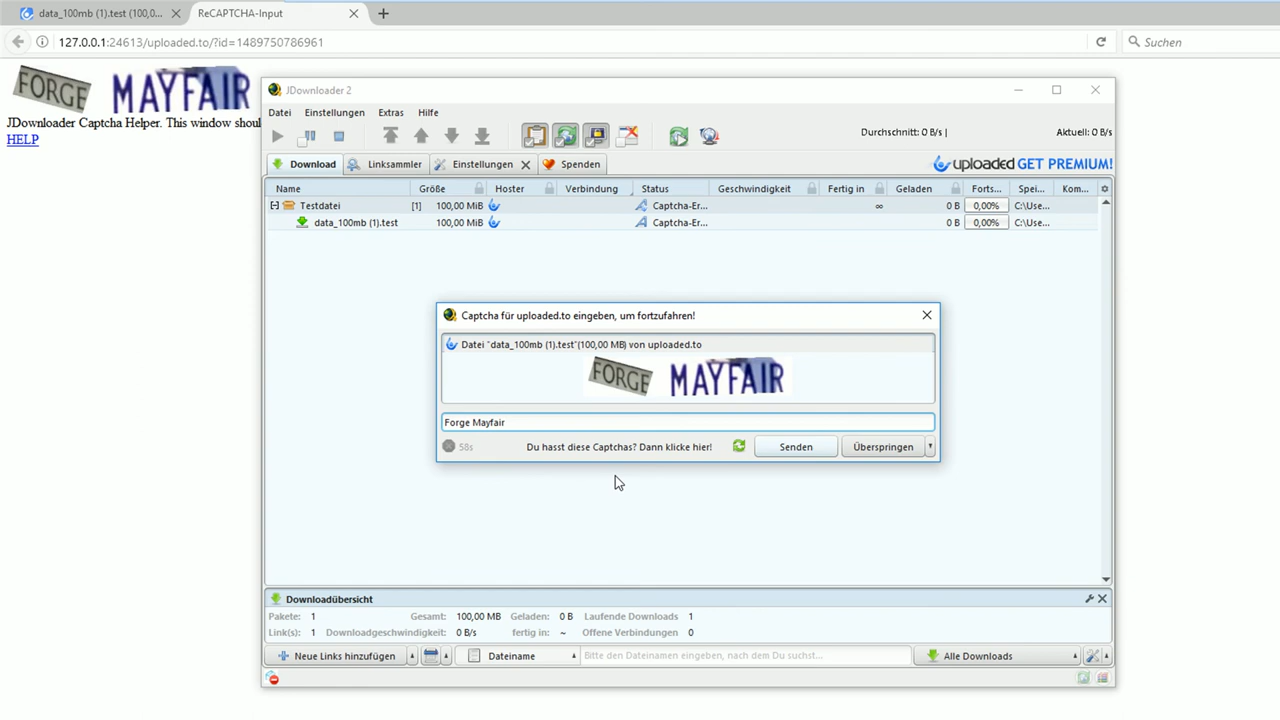 data_100mb (1).test (100,0...
ReCAPTCHA-Input
127.0.0.1:24613/uploaded.to/?id=1489750786961
Suchen
FORGE MAYFAIR
JDownloader Captcha Helper. This window shoul
HELP
JDownloader 2
Datei Einstellungen Extras Hilfe
Durchschnitt: 0 B/s | Aktuell: 0 B/s
Download Linksammler Einstellungen Spenden
uploaded GET PREMIUM!
Name Größe Hoster Verbindung Status Geschwindigkeit Fertig in Geladen Forts... Spei... Kom...
Testdatei [1] 100,00 MiB Captcha-Er... ∞ 0 B 0,00% C:\Use...
data_100mb (1).test 100,00 MiB Captcha-Er... 0 B 0,00% C:\Use...
Captcha für uploaded.to eingeben, um fortzufahren!
Datei "data_100mb (1).test"(100,00 MB) von uploaded.to
FORGE MAYFAIR
Forge Mayfair
58s Du hasst diese Captchas? Dann klicke hier! Senden Überspringen
Downloadübersicht
Pakete: 1 Gesamt: 100,00 MB Geladen: 0 B Laufende Downloads 1
Link(s): 1 Downloadgeschwindigkeit: 0 B/s fertig in: ~ Offene Verbindungen 0
Neue Links hinzufügen Dateiname Bitte den Dateinamen eingeben, nach dem Du suchst... Alle Downloads